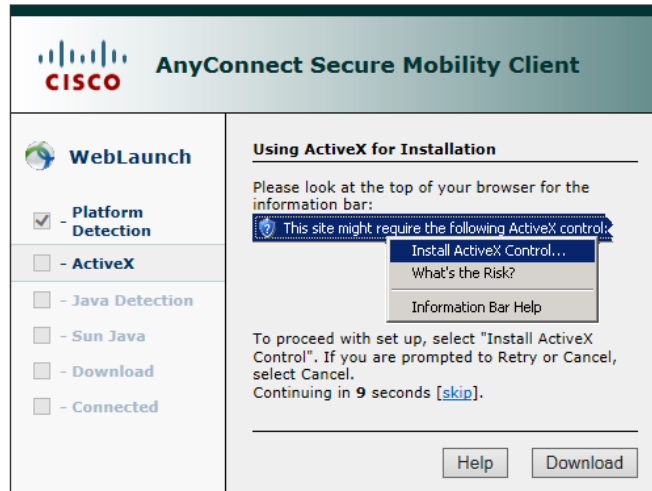 CISCO
AnyConnect Secure Mobility Client
WebLaunch
- Platform
Detection
- ActiveX
- Java Detection
- Sun Java
- Download
- Connected
Using ActiveX for Installation
Please look at the top of your browser for the
information bar:
This site might require the following ActiveX control:
Install ActiveX Control...
What's the Risk?
Information Bar Help
To proceed with set up, select "Install ActiveX
Control". If you are prompted to Retry or Cancel,
select Cancel.
Continuing in 9 seconds [skip].
Help
Download